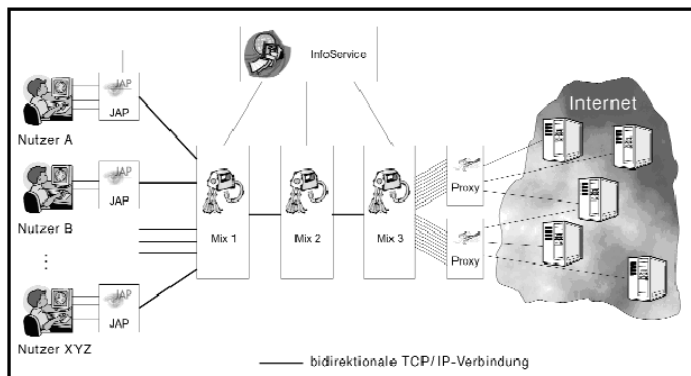 InfoService
JAP
JAP
Nutzer A
JAP
JAP
Nutzer B
⋮
JAP
JAP
Nutzer XYZ
Mix 1
Mix 2
Mix 3
Proxy
Proxy
Internet
bidirektionale TCP/IP-Verbindung